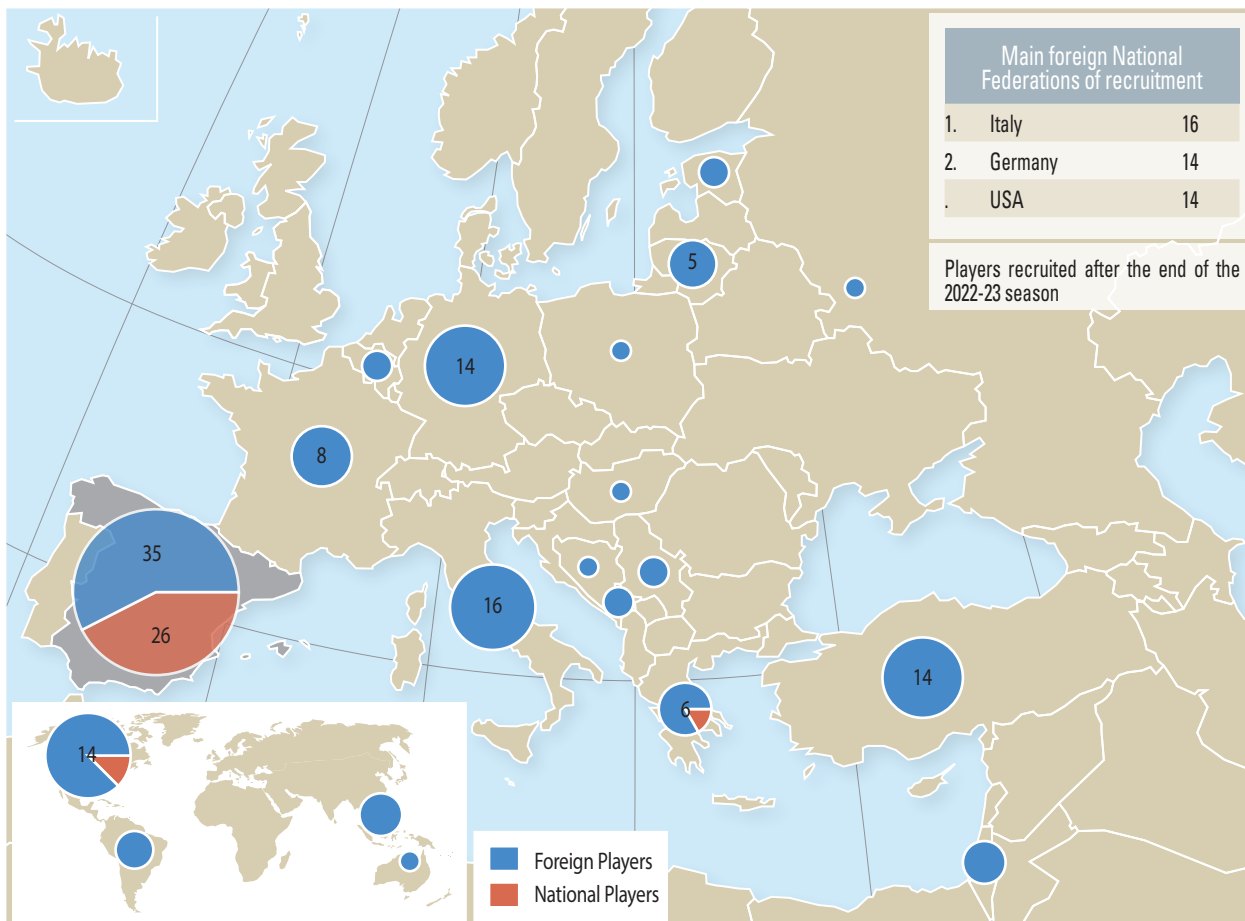 Main foreign National
Federations of recruitment
1. Italy 16
2. Germany 14
. USA 14
Players recruited after the end of the
2022-23 season
5
14
8
35
26
16
6
14
14
Foreign Players
National Players